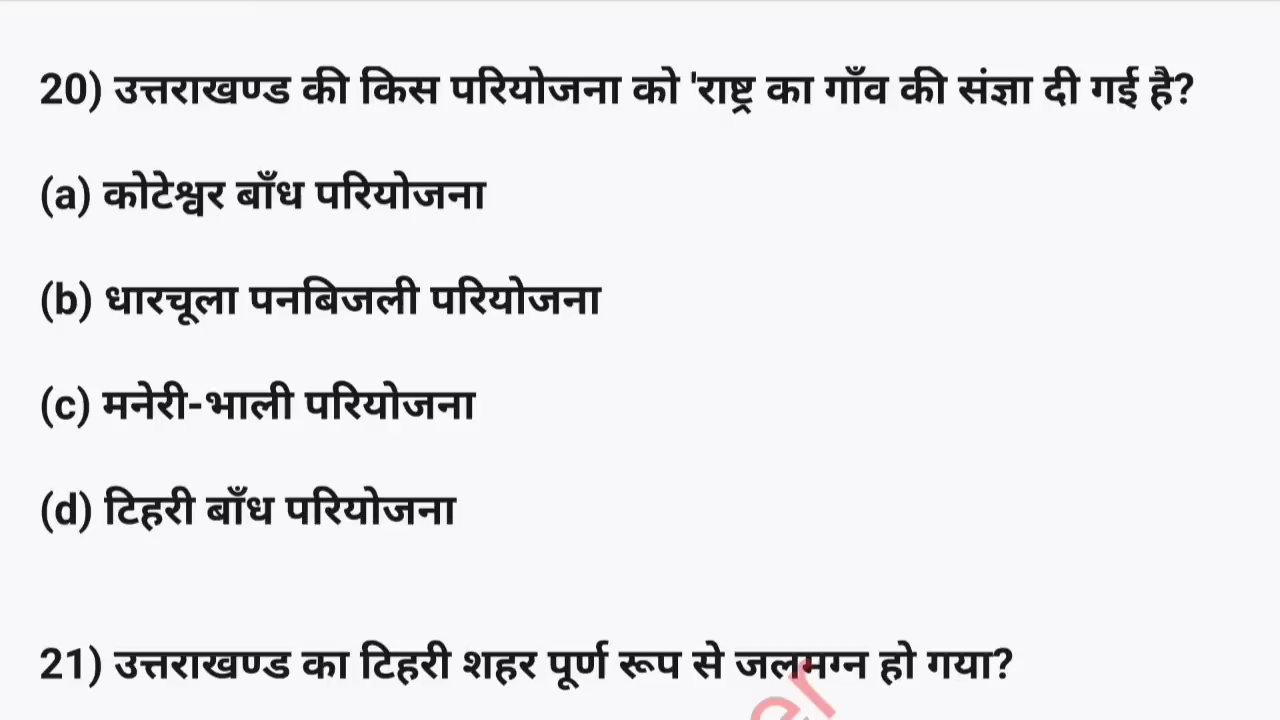 20) उत्तराखण्ड की किस परियोजना को 'राष्ट्र का गाँव की संज्ञा दी गई है?
(a) कोटेश्वर बाँध परियोजना
(b) धारचूला पनबिजली परियोजना
(c) मनेरी-भाली परियोजना
(d) टिहरी बाँध परियोजना
21) उत्तराखण्ड का टिहरी शहर पूर्ण रूप से जलमग्न हो गया?
er